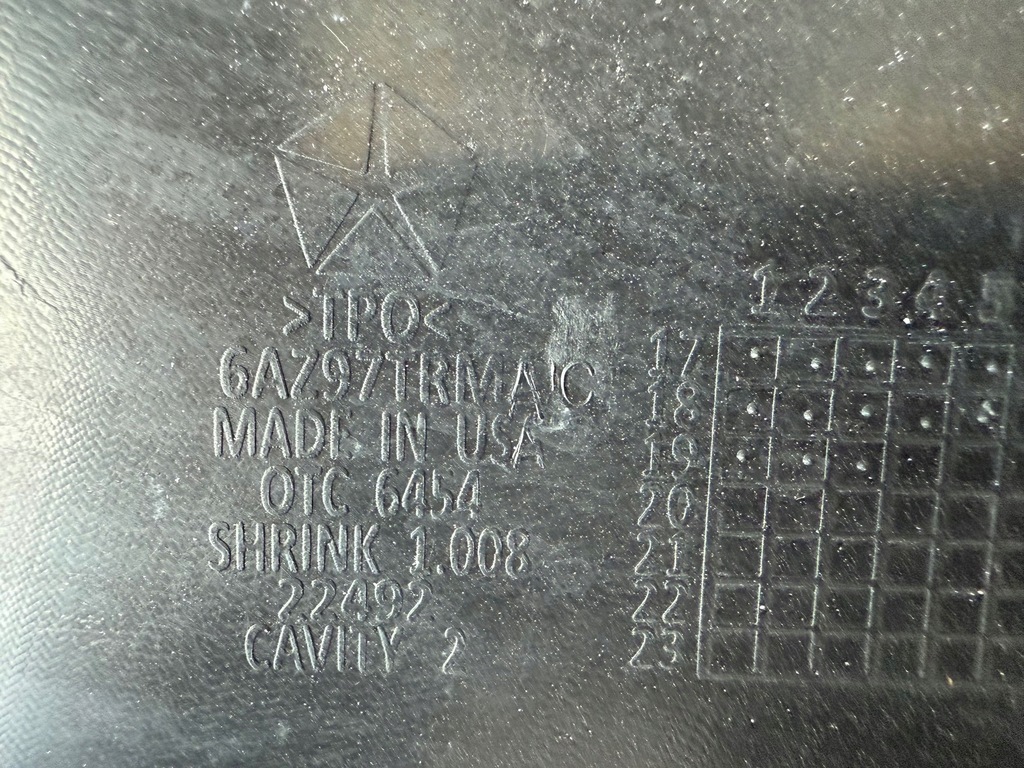 >TPO<
6AZ97TRMAC
MADE IN USA
OTC 6454
SHRINK 1.008
22492
CAVITY 2
1 2 3 4 5
17
18
19
20
21
22
23